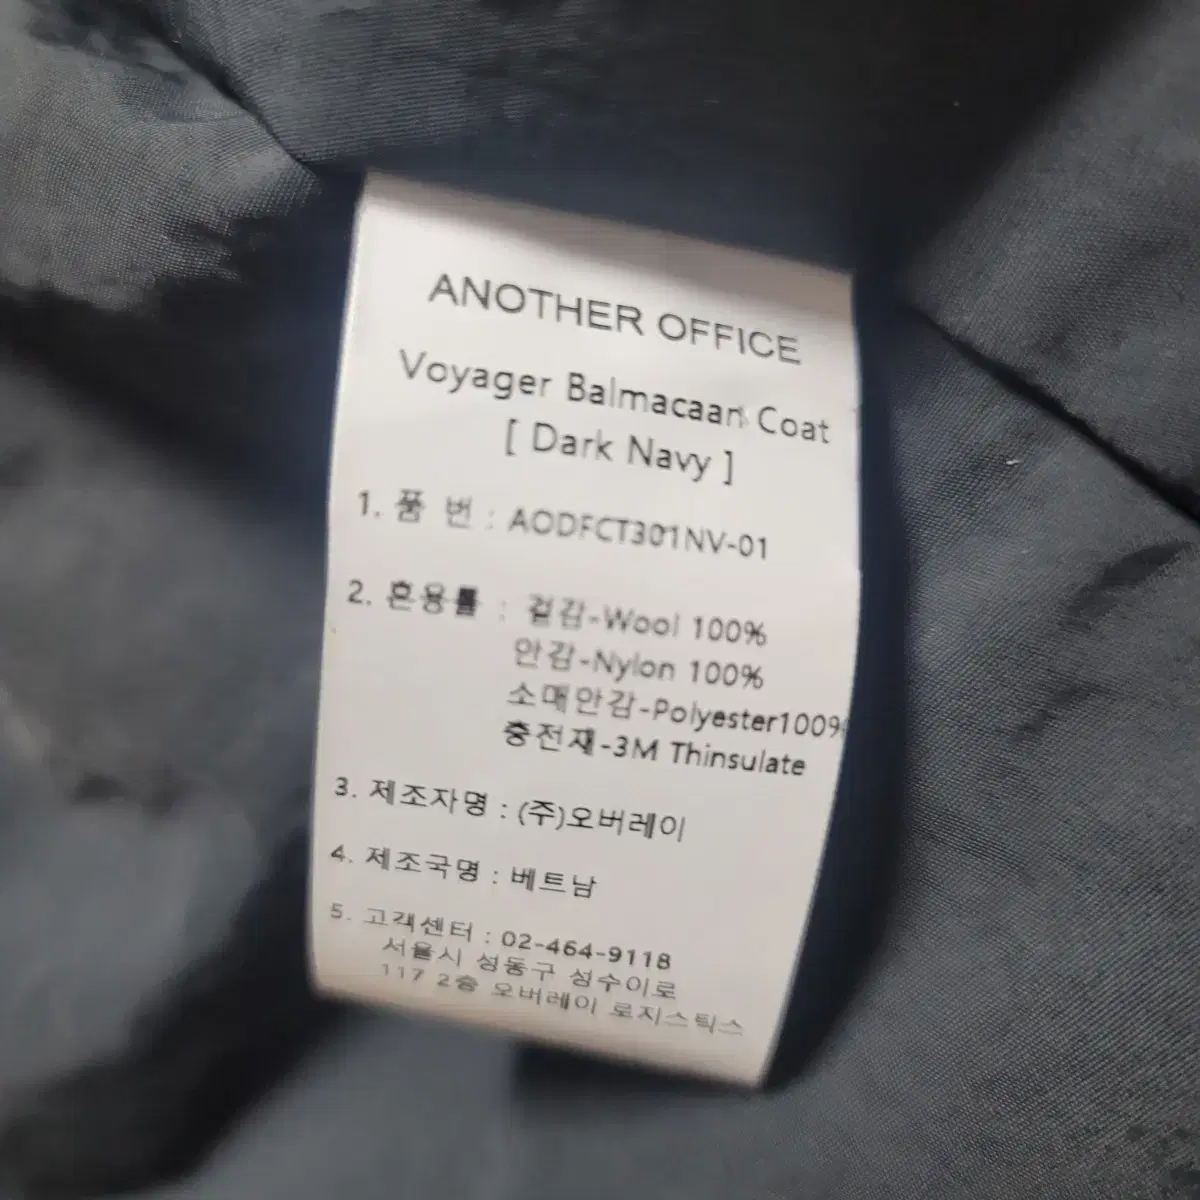 ANOTHER OFFICE
Voyager Balmacaan Coat
[ Dark Navy ]
1. 품 번 : AODFCT301NV-01
2. 혼용률 : 겉감-Wool 100%
안감-Nylon 100%
소매안감-Polyester100%
충전재-3M Thinsulate
3. 제조자명 : (주)오버레이
4. 제조국명 : 베트남
5. 고객센터 : 02-464-9118
서울시 성동구 성수이로
117 2층 오버레이 로지스틱스